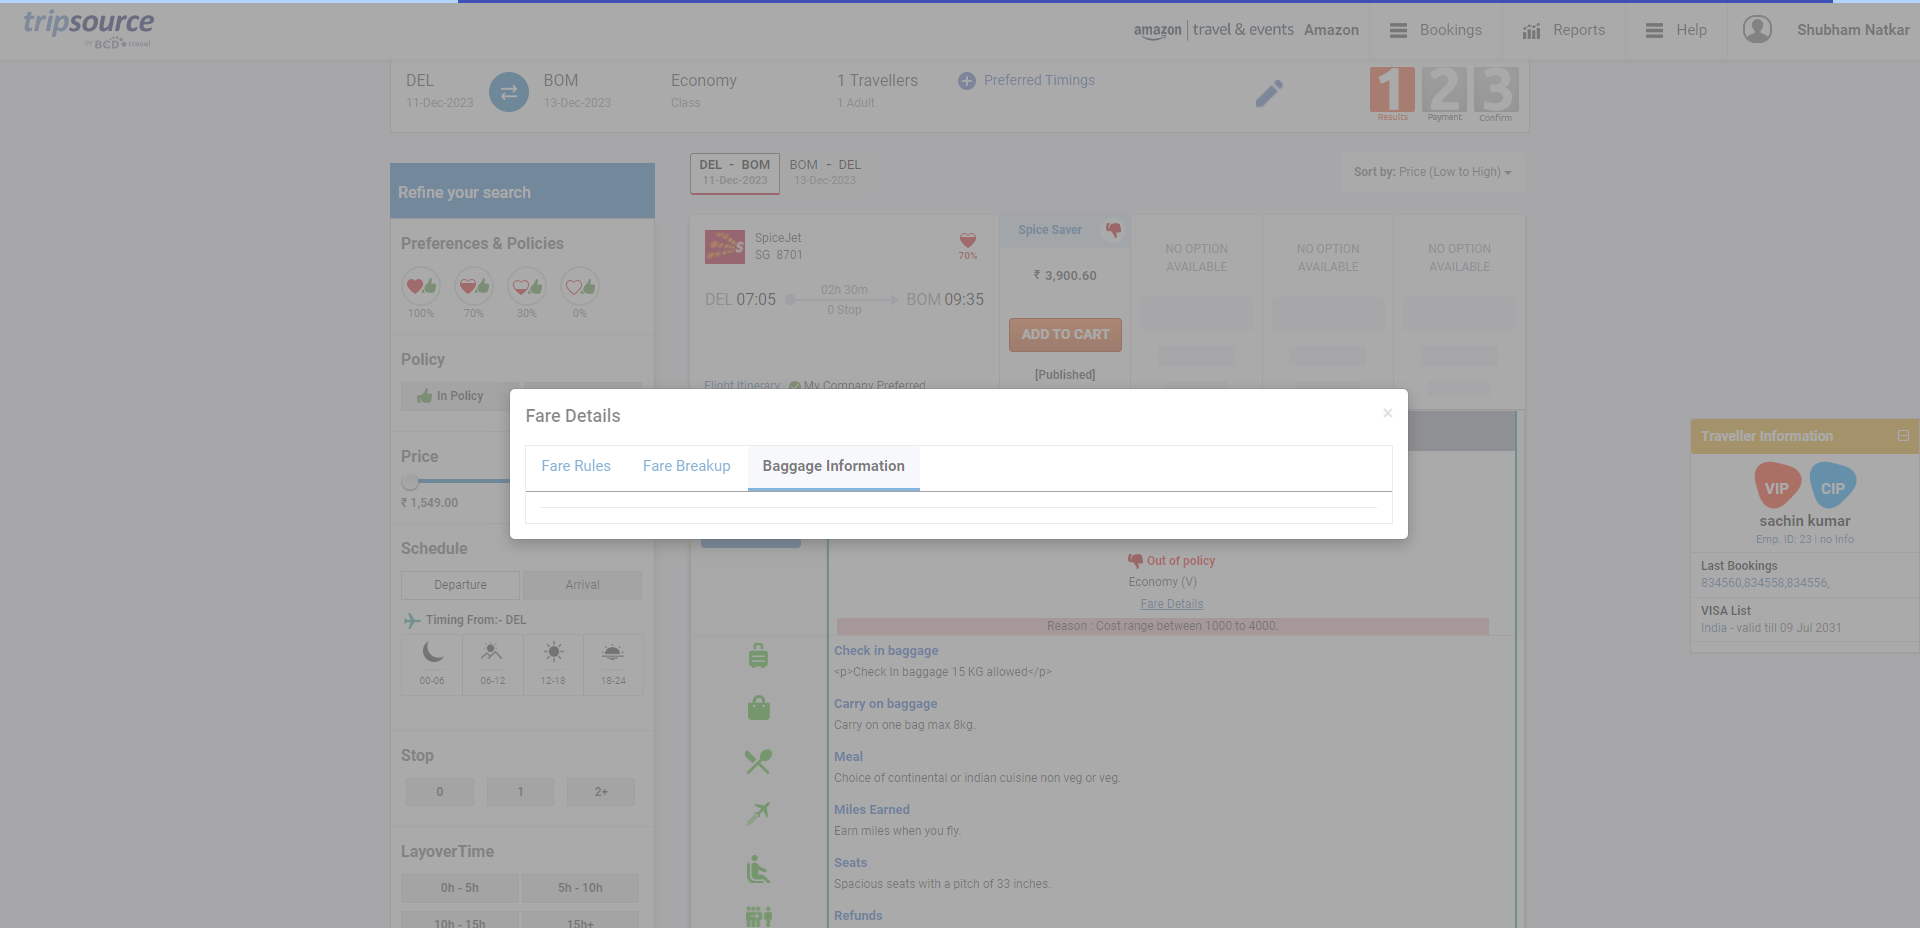 tripsource
by BCD travel
amazon | travel & events Amazon
Bookings
Reports
Help
Shubham Natkar
DEL
11-Dec-2023
BOM
13-Dec-2023
Economy
Class
1 Travellers
1 Adult
Preferred Timings
1
Results
2
Payment
3
Confirm
Refine your search
Preferences & Policies
100% 70% 30% 0%
Policy
In Policy
Price
₹ 1,549.00
Schedule
Departure Arrival
Timing From:- DEL
00-06 06-12 12-18 18-24
Stop
0 1 2+
LayoverTime
0h - 5h 5h - 10h
10h - 15h 15h+
DEL - BOM
11-Dec-2023
BOM - DEL
13-Dec-2023
Sort by: Price (Low to High)
SpiceJet
SG 8701
70%
DEL 07:05
02h 30m
0 Stop
BOM 09:35
Flight Itinerary My Company Preferred
Spice Saver
₹ 3,900.60
ADD TO CART
[Published]
NO OPTION
AVAILABLE
NO OPTION
AVAILABLE
NO OPTION
AVAILABLE
Fare Details
×
Fare Rules Fare Breakup Baggage Information
Out of policy
Economy (V)
Fare Details
Reason : Cost range between 1000 to 4000.
Check in baggage
<p>Check In baggage 15 KG allowed</p>
Carry on baggage
Carry on one bag max 8kg.
Meal
Choice of continental or indian cuisine non veg or veg.
Miles Earned
Earn miles when you fly.
Seats
Spacious seats with a pitch of 33 inches.
Refunds
Traveller Information
VIP CIP
sachin kumar
Emp. ID: 23 | no Info
Last Bookings
834560,834558,834556,
VISA List
India - valid till 09 Jul 2031